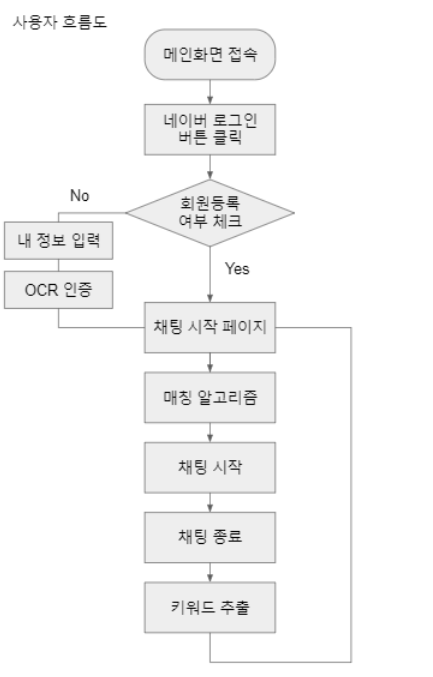 사용자 흐름도
메인화면 접속
네이버 로그인
버튼 클릭
회원등록
여부 체크
No
내 정보 입력
OCR 인증
Yes
채팅 시작 페이지
매칭 알고리즘
채팅 시작
채팅 종료
키워드 추출